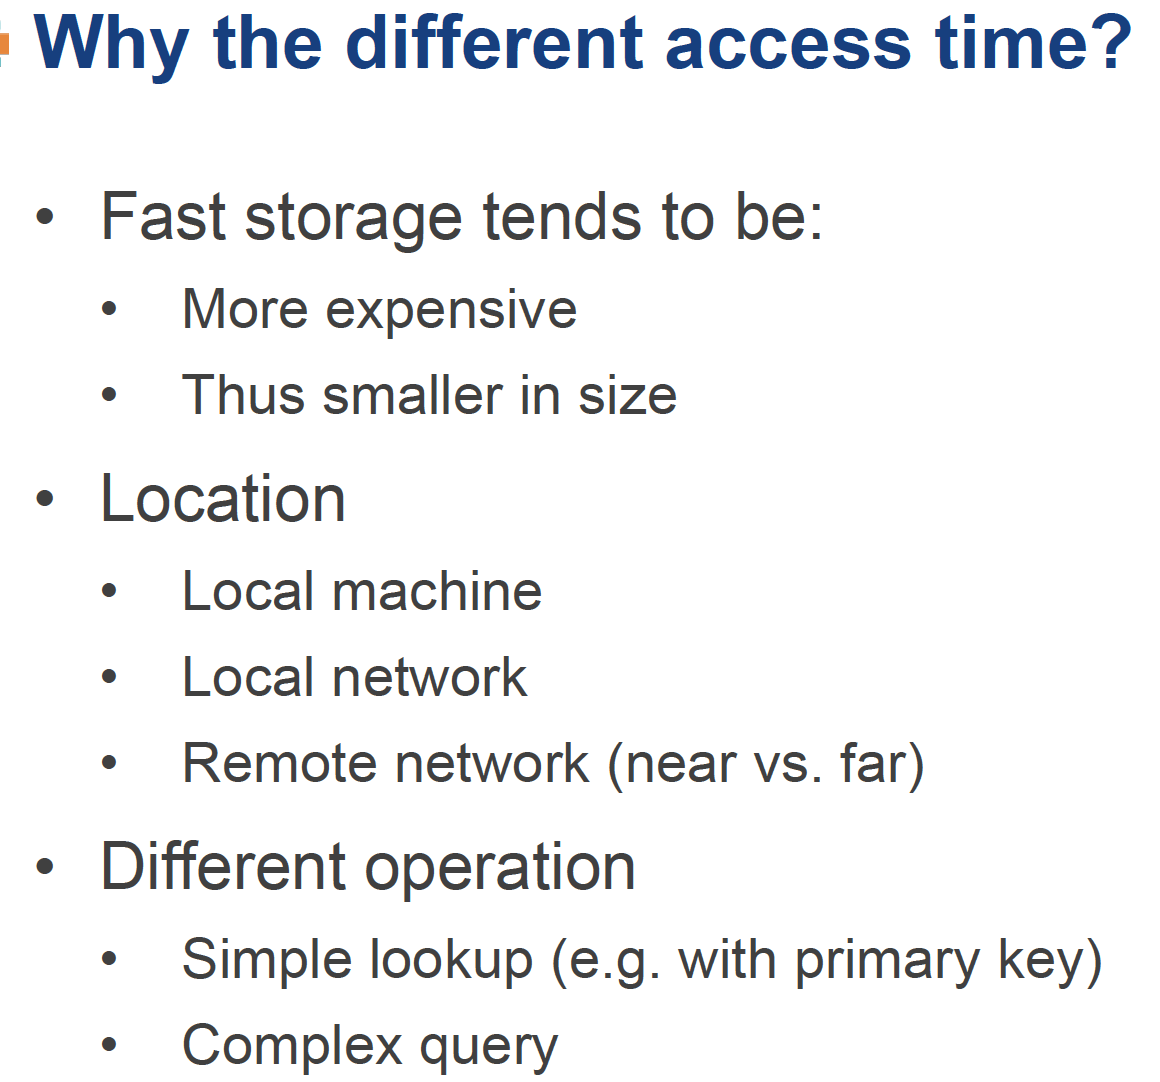 Why the different access time?
• Fast storage tends to be:
• More expensive
• Thus smaller in size
• Location
• Local machine
• Local network
• Remote network (near vs. far)
• Different operation
• Simple lookup (e.g. with primary key)
• Complex query